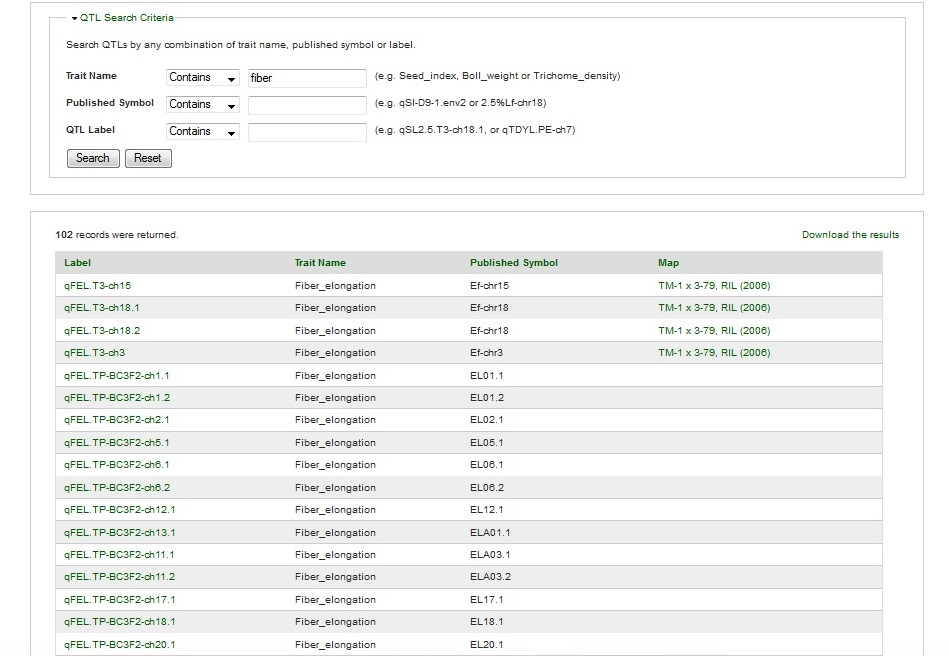 QTL Search Criteria
Search QTLs by any combination of trait name, published symbol or label.
Trait Name Contains fiber (e.g. Seed_index, Boll_weight or Trichome_density)
Published Symbol Contains (e.g. qSI-D9-1.env2 or 2.5%Lf-chr18)
QTL Label Contains (e.g. qSL2.5.T3-ch18.1, or qTDYL.PE-ch7)
Search Reset
102 records were returned. Download the results
Label Trait Name Published Symbol Map
qFEL.T3-ch15 Fiber_elongation Ef-chr15 TM-1 x 3-79, RIL (2006)
qFEL.T3-ch18.1 Fiber_elongation Ef-chr18 TM-1 x 3-79, RIL (2006)
qFEL.T3-ch18.2 Fiber_elongation Ef-chr18 TM-1 x 3-79, RIL (2006)
qFEL.T3-ch3 Fiber_elongation Ef-chr3 TM-1 x 3-79, RIL (2006)
qFEL.TP-BC3F2-ch1.1 Fiber_elongation EL01.1
qFEL.TP-BC3F2-ch1.2 Fiber_elongation EL01.2
qFEL.TP-BC3F2-ch2.1 Fiber_elongation EL02.1
qFEL.TP-BC3F2-ch5.1 Fiber_elongation EL05.1
qFEL.TP-BC3F2-ch6.1 Fiber_elongation EL06.1
qFEL.TP-BC3F2-ch6.2 Fiber_elongation EL06.2
qFEL.TP-BC3F2-ch12.1 Fiber_elongation EL12.1
qFEL.TP-BC3F2-ch13.1 Fiber_elongation ELA01.1
qFEL.TP-BC3F2-ch11.1 Fiber_elongation ELA03.1
qFEL.TP-BC3F2-ch11.2 Fiber_elongation ELA03.2
qFEL.TP-BC3F2-ch17.1 Fiber_elongation EL17.1
qFEL.TP-BC3F2-ch18.1 Fiber_elongation EL18.1
qFEL.TP-BC3F2-ch20.1 Fiber_elongation EL20.1